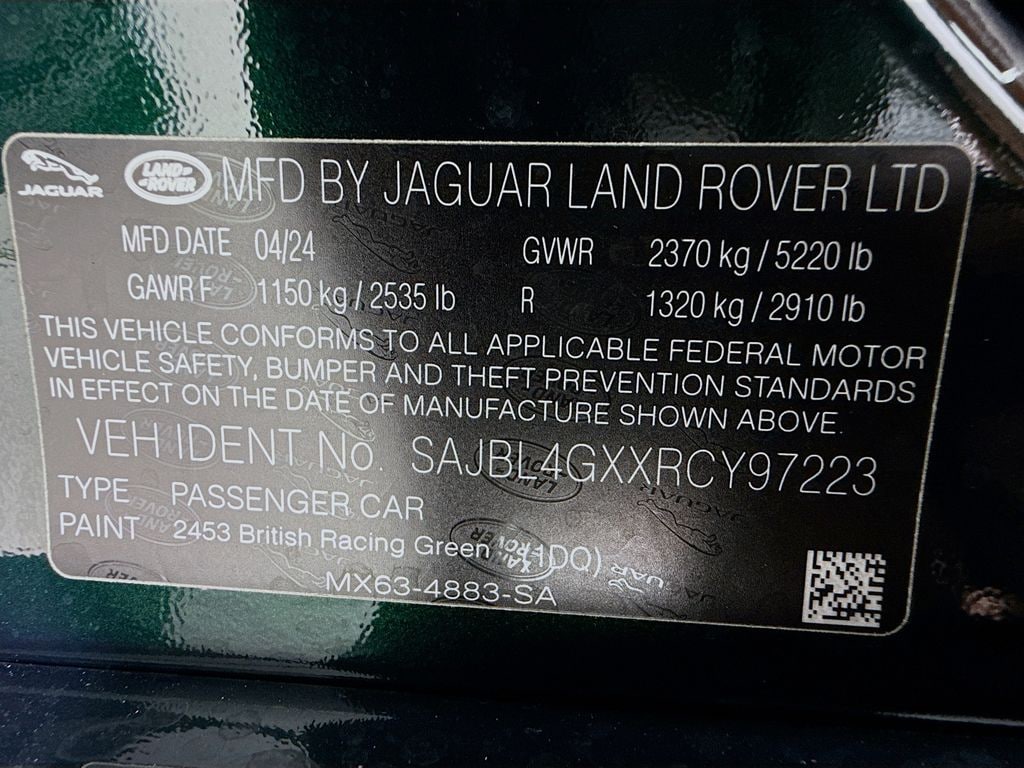 JAGUAR LAND ROVER MFD BY JAGUAR LAND ROVER LTD
MFD DATE 04/24 GVWR 2370 kg / 5220 lb
GAWR F 1150 kg / 2535 lb R 1320 kg / 2910 lb
THIS VEHICLE CONFORMS TO ALL APPLICABLE FEDERAL MOTOR
VEHICLE SAFETY, BUMPER AND THEFT PREVENTION STANDARDS
IN EFFECT ON THE DATE OF MANUFACTURE SHOWN ABOVE.
VEH IDENT No. SAJBL4GXXRCY97223
TYPE PASSENGER CAR
PAINT 2453 British Racing Green
MX63-4883-SA